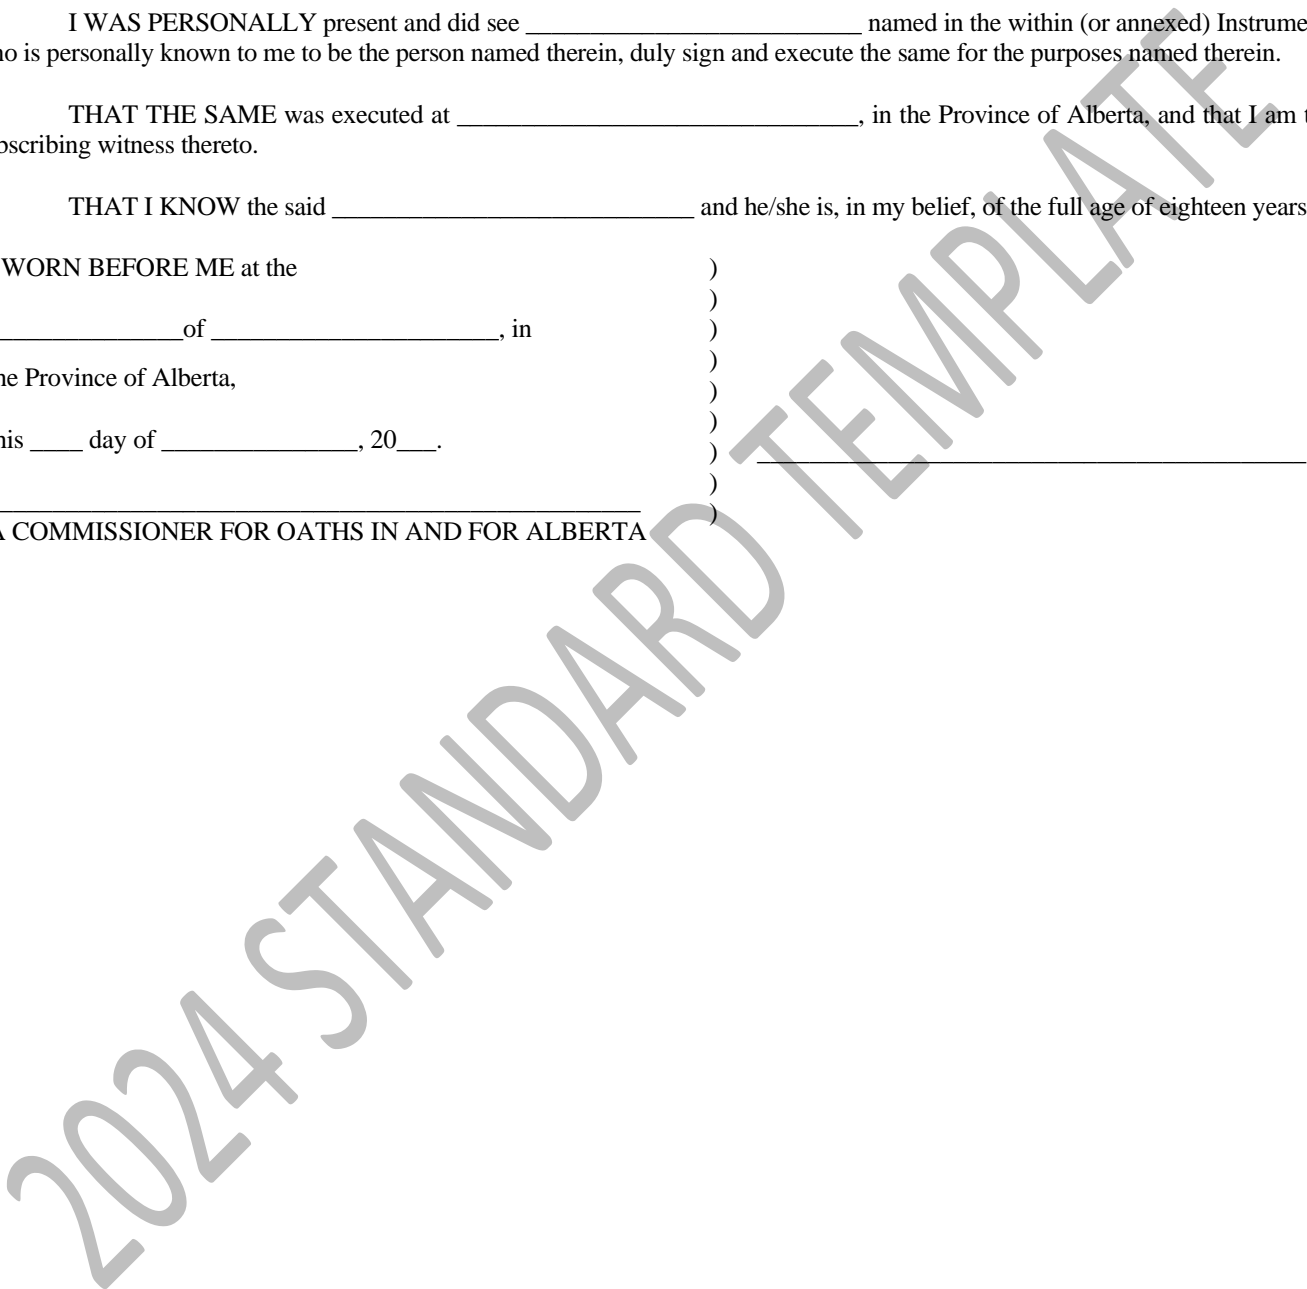 I WAS PERSONALLY present and did see __________________________ named in the within (or annexed) Instrume
o is personally known to me to be the person named therein, duly sign and execute the same for the purposes named therein.
THAT THE SAME was executed at _______________________________, in the Province of Alberta, and that I am t
bscribing witness thereto.
THAT I KNOW the said ____________________________ and he/she is, in my belief, of the full age of eighteen years
WORN BEFORE ME at the )
)
______________of ______________________, in )
)
he Province of Alberta, )
)
his ____ day of _______________, 20___. ) __________________________________________
)
_________________________________________________ )
A COMMISSIONER FOR OATHS IN AND FOR ALBERTA
2024 STANDARD TEMPLATE